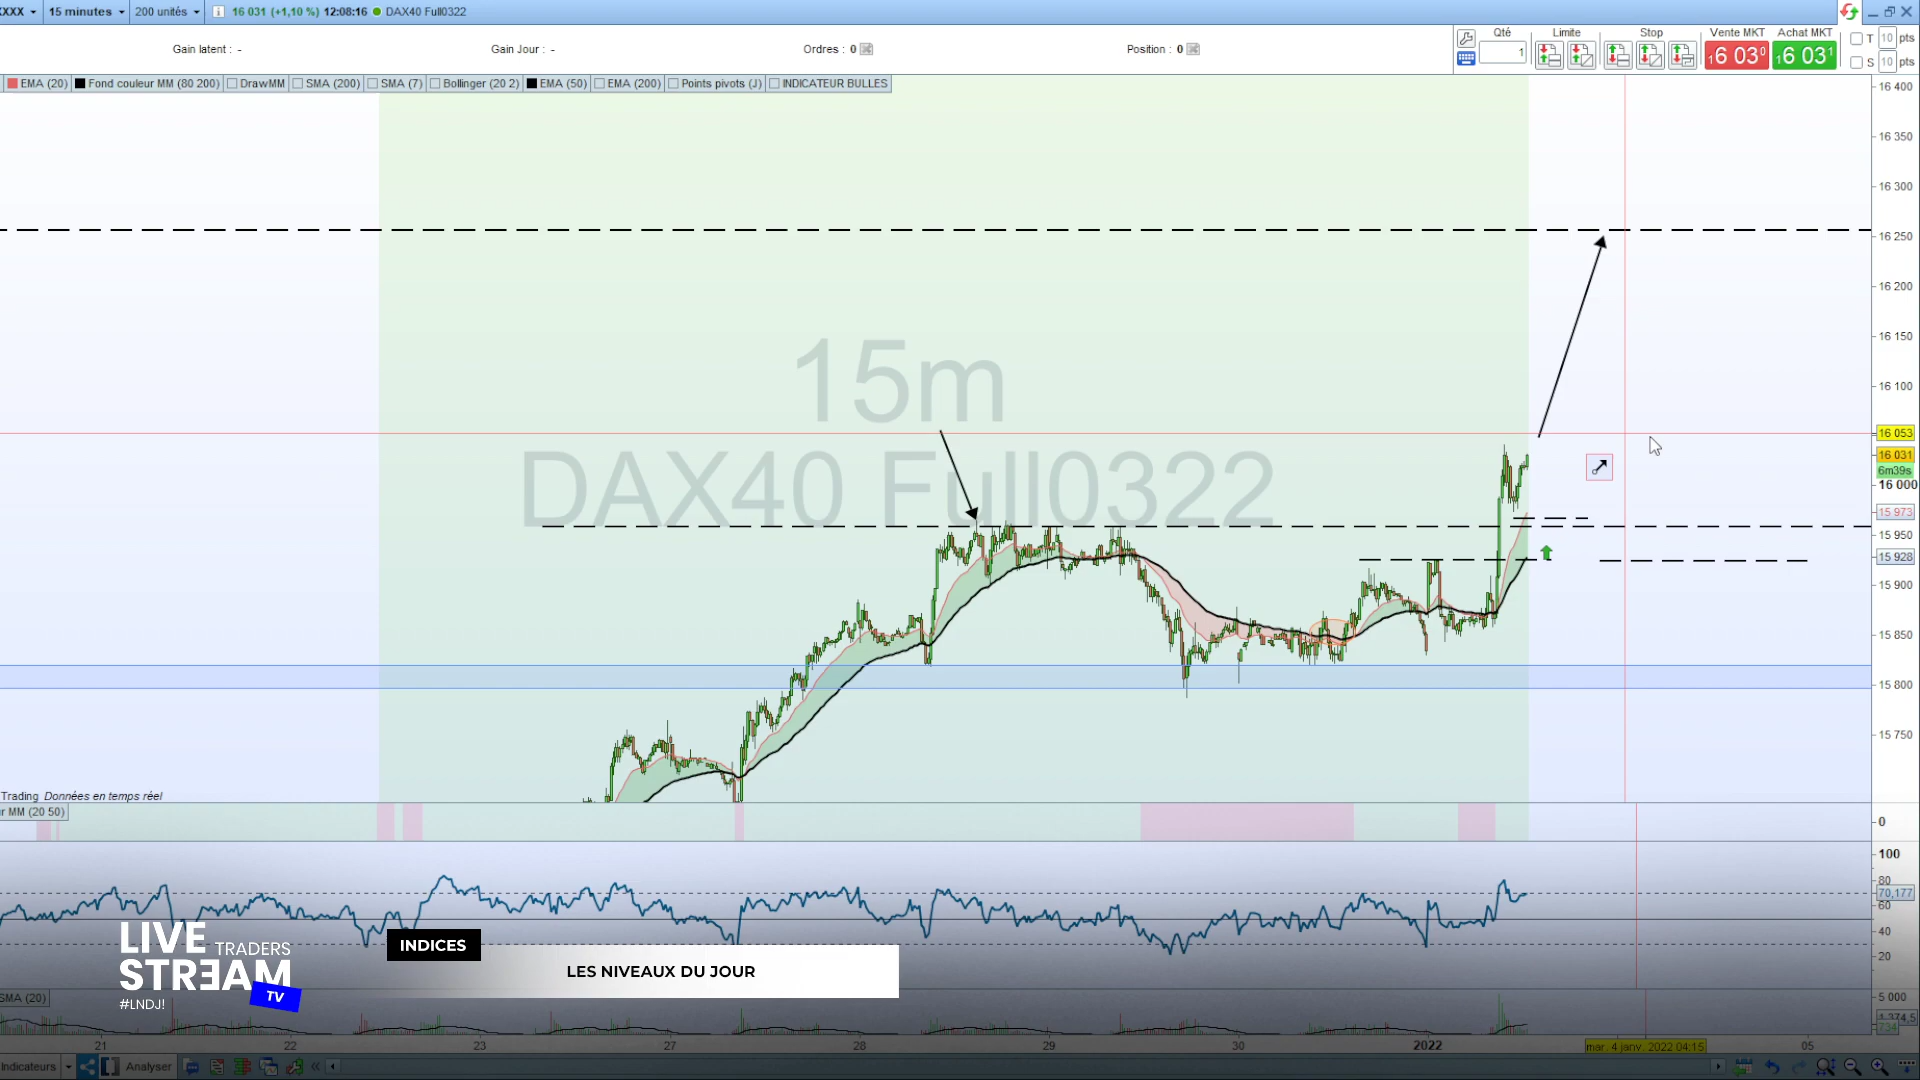 XXXX 15 minutes 200 unités 16 031 (+1,10 %) 12:08:16 DAX40 Full0322
Gain latent : - Gain Jour : - Ordres : 0 Position : 0
Qté Limite Stop Vente MKT Achat MKT
1 16 03⁰ 16 03¹
T 10 pts
S 10 pts
EMA (20) Fond couleur MM (80 200) DrawMM SMA (200) SMA (7) Bollinger (20 2) EMA (50) EMA (200) Points pivots (J) INDICATEUR BULLES
16 400
16 350
16 300
16 250
16 200
16 150
16 100
16 053
16 031
6m39s
16 000
15 973
15 950
15 928
15 900
15 850
15 800
15 750
15m
DAX40 Full0322
Trading Données en temps réel
r MM (20 50)
0
100
80
70,177
60
40
20
LIVE TRADERS
STREAM
TV
#LNDJ!
INDICES
LES NIVEAUX DU JOUR
SMA (20)
5 000
1 374,5
734
21 22 23 27 28 29 30 2022 mar. 4 janv. 2022 04:15 05
Indicateurs Analyser